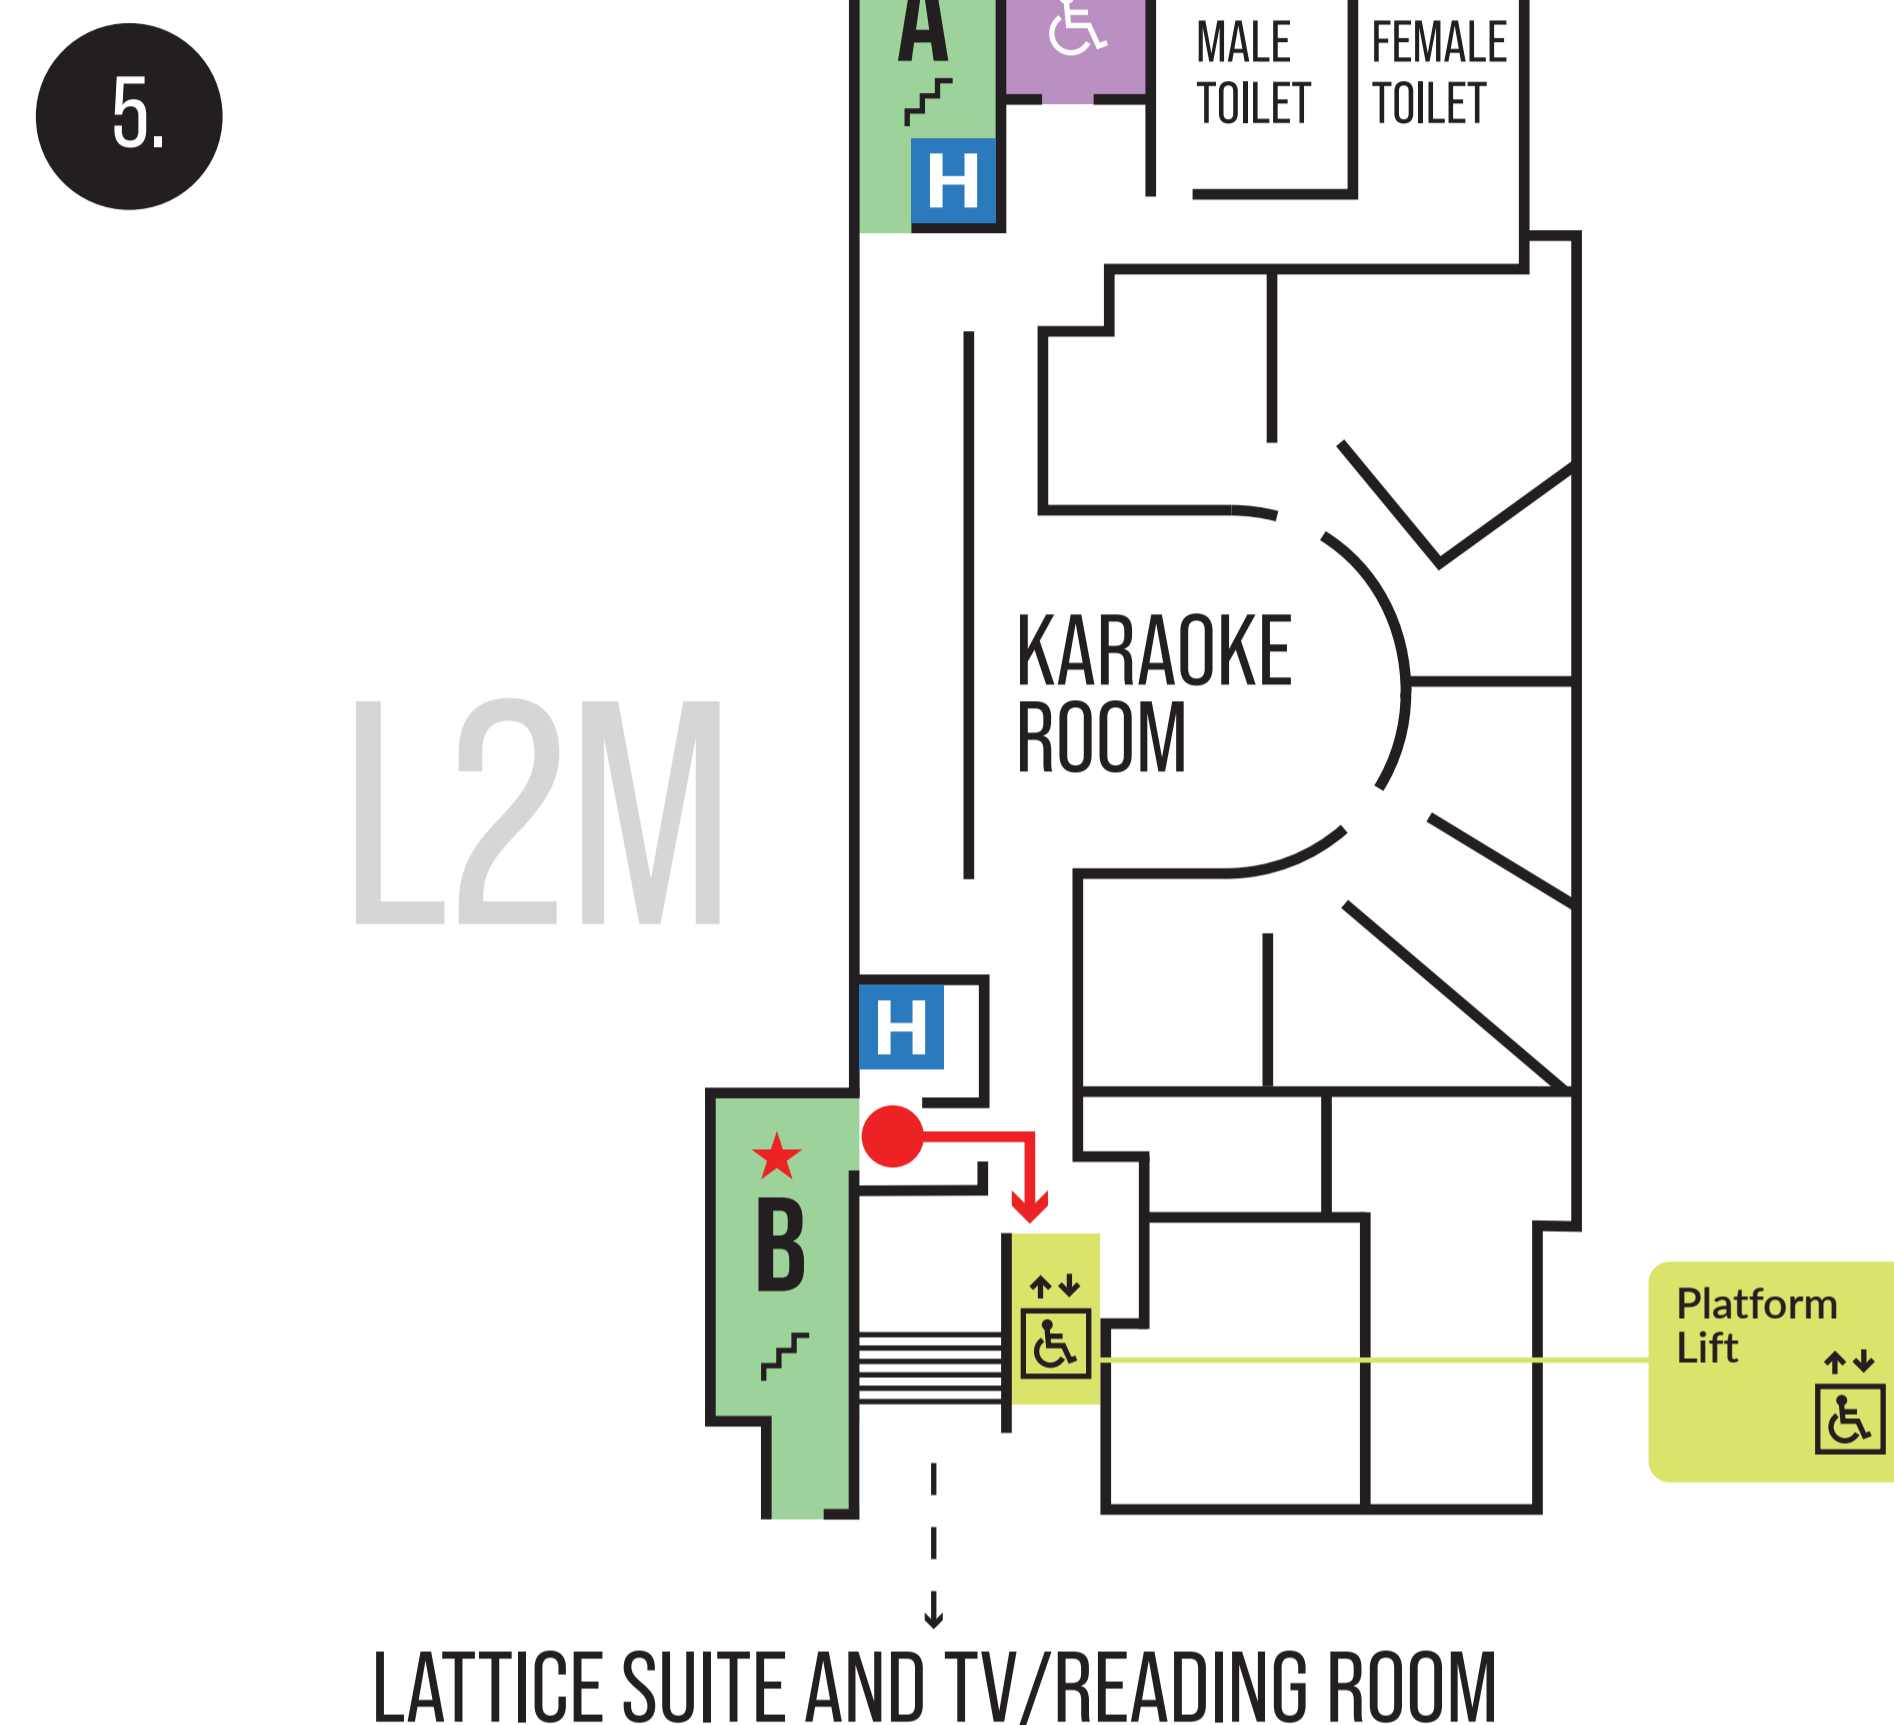 5.
A
MALE
TOILET
FEMALE
TOILET
H
KARAOKE
ROOM
L2M
H
B
Platform
Lift
LATTICE SUITE AND TV/READING ROOM